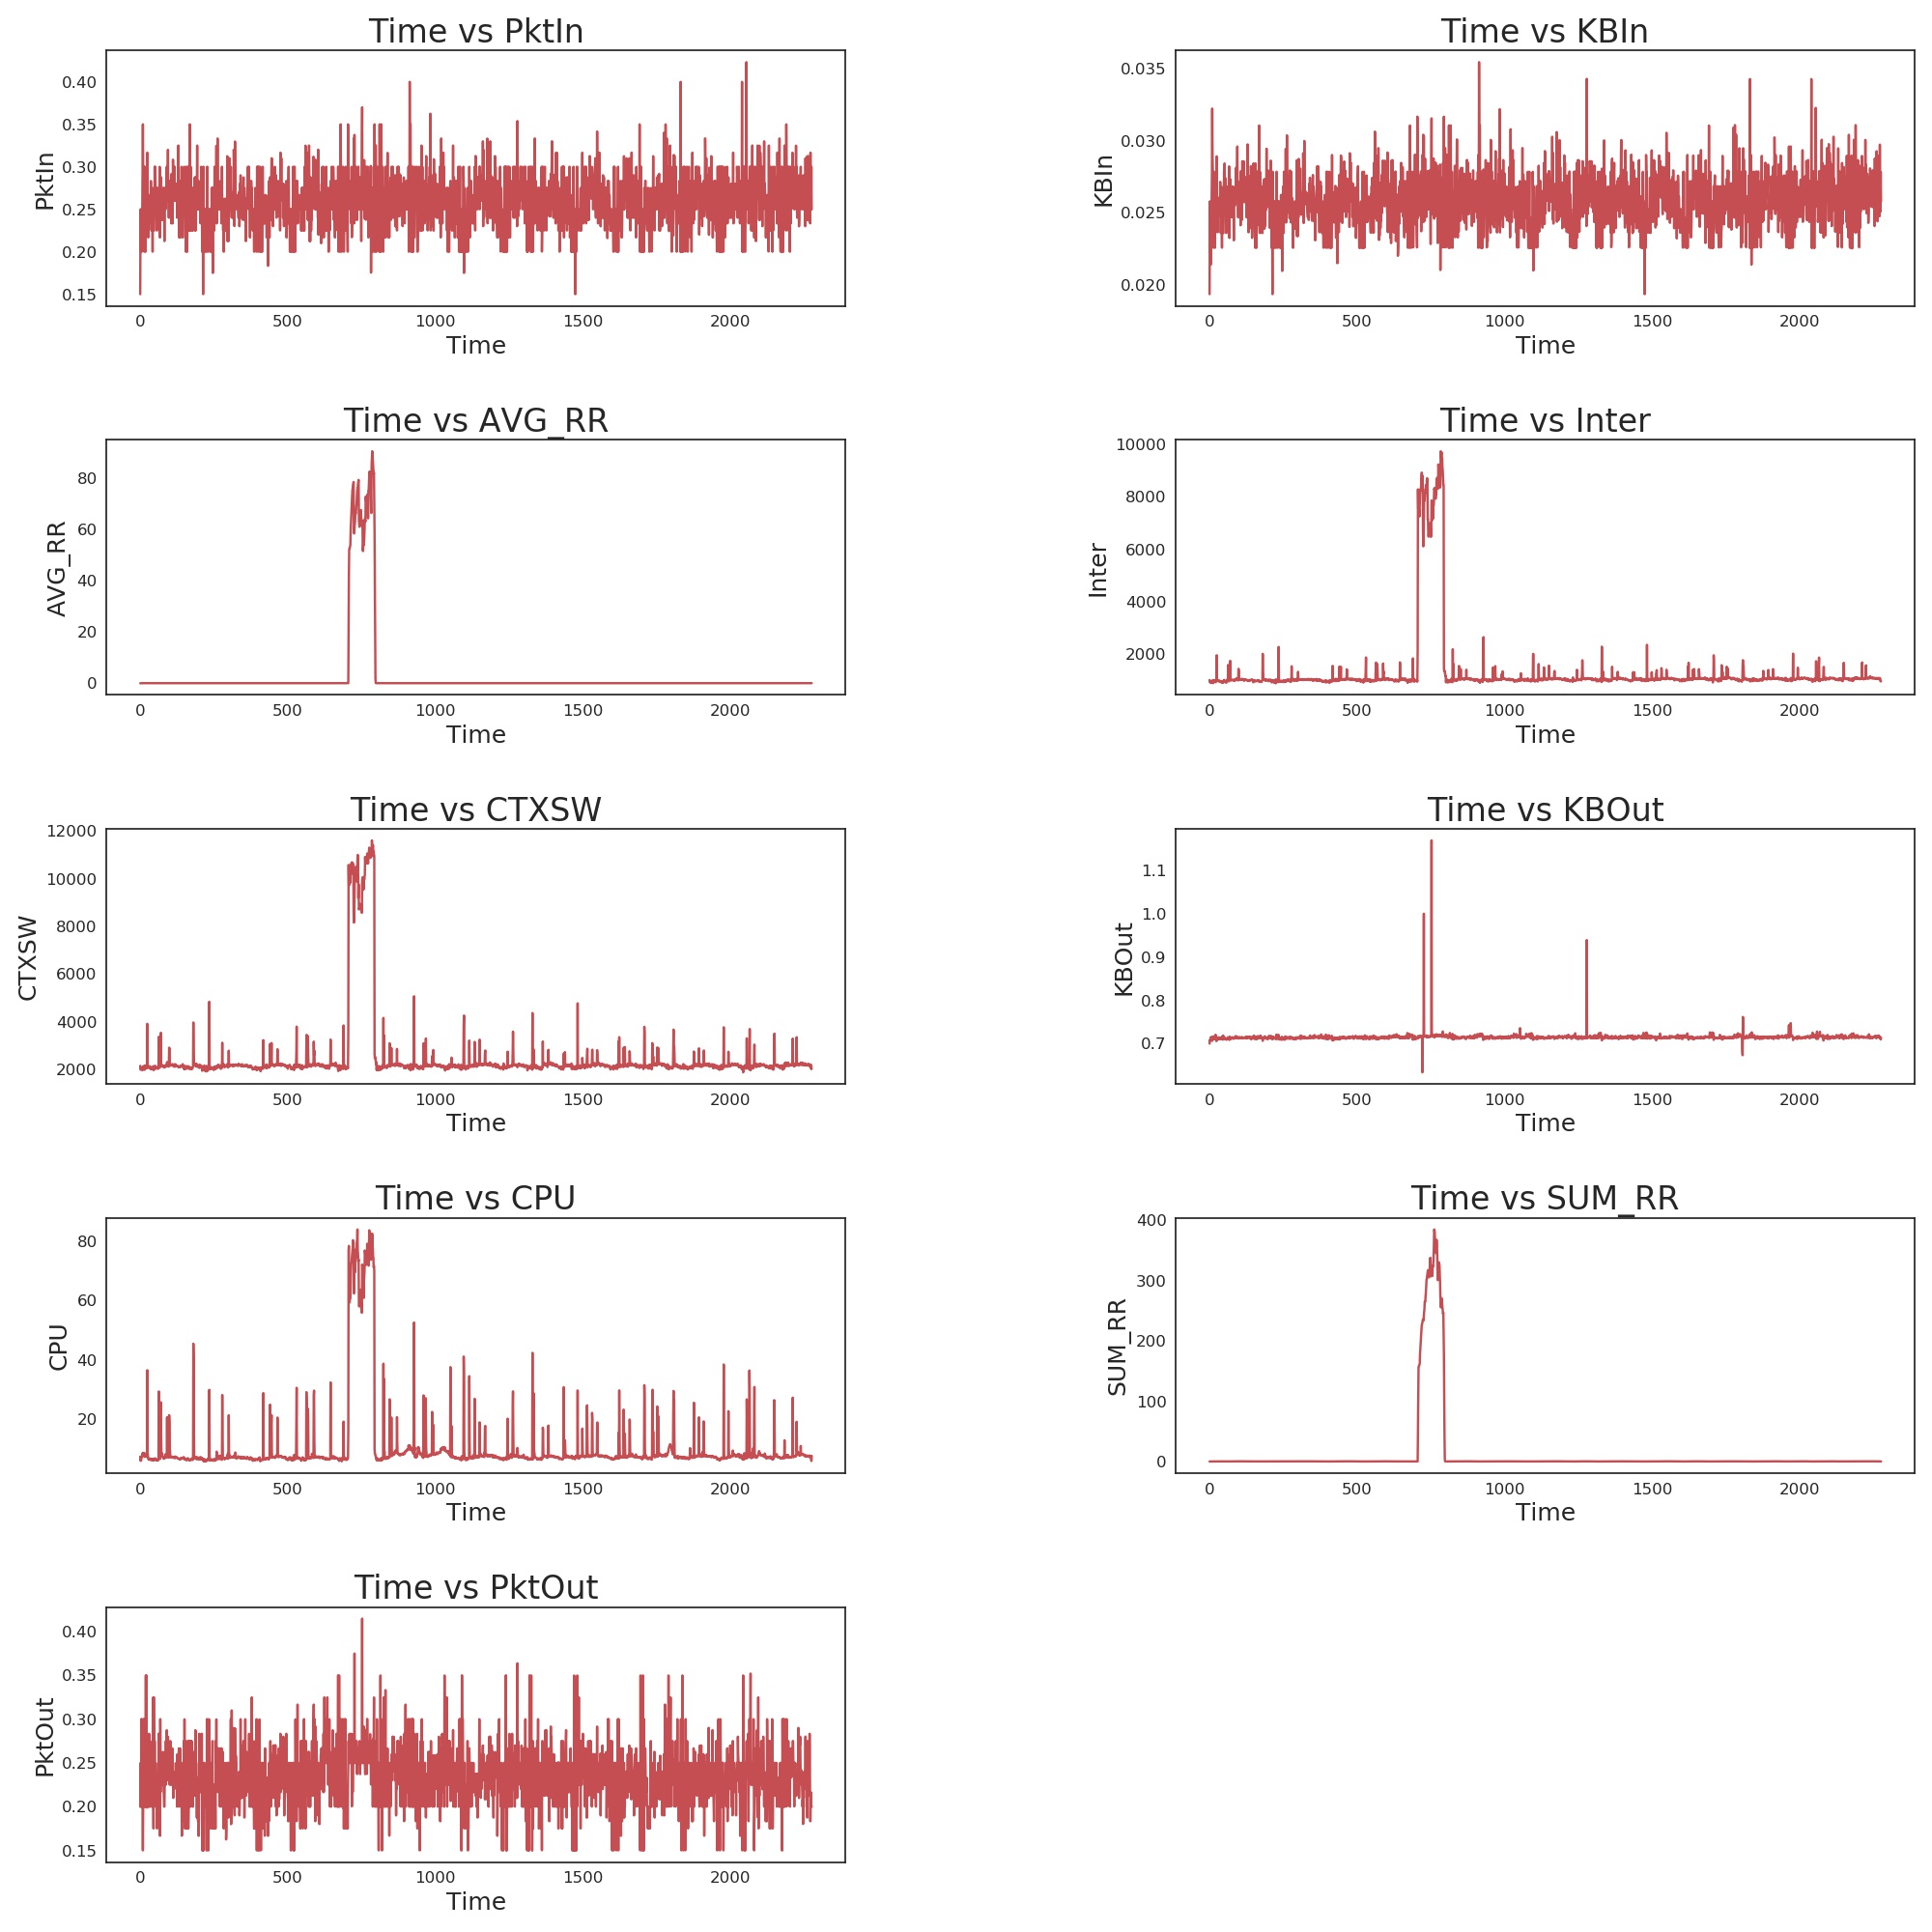 Time vs PktIn
PktIn
0.40
0.35
0.30
0.25
0.20
0.15
0 500 1000 1500 2000
Time
Time vs KBIn
KBIn
0.035
0.030
0.025
0.020
0 500 1000 1500 2000
Time
Time vs AVG_RR
AVG_RR
80
60
40
20
0
0 500 1000 1500 2000
Time
Time vs Inter
Inter
10000
8000
6000
4000
2000
0 500 1000 1500 2000
Time
Time vs CTXSW
CTXSW
12000
10000
8000
6000
4000
2000
0 500 1000 1500 2000
Time
Time vs KBOut
KBOut
1.1
1.0
0.9
0.8
0.7
0 500 1000 1500 2000
Time
Time vs CPU
CPU
80
60
40
20
0 500 1000 1500 2000
Time
Time vs SUM_RR
SUM_RR
400
300
200
100
0
0 500 1000 1500 2000
Time
Time vs PktOut
PktOut
0.40
0.35
0.30
0.25
0.20
0.15
0 500 1000 1500 2000
Time